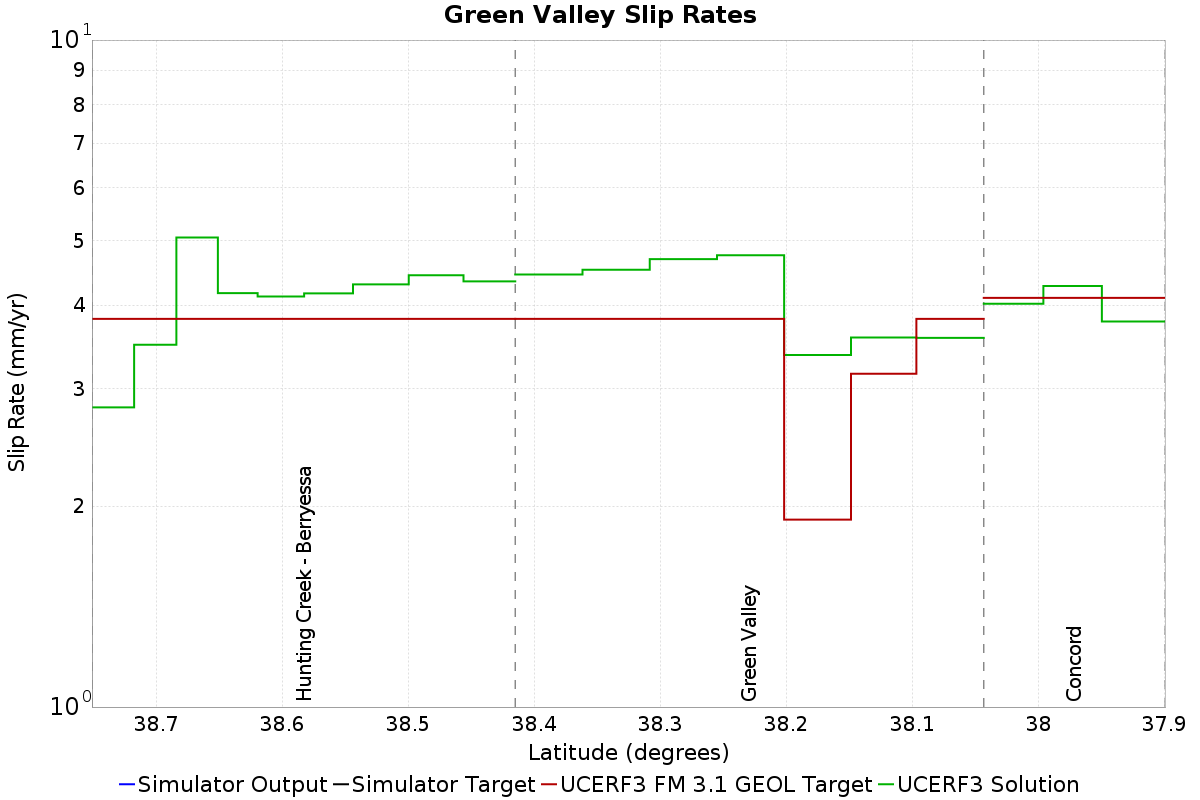 Green Valley Slip Rates
10^1
9
8
7
6
5
4
3
2
10^0
Slip Rate (mm/yr)
Hunting Creek - Berryessa
Green Valley
Concord
38.7 38.6 38.5 38.4 38.3 38.2 38.1 38 37.9
Latitude (degrees)
Simulator Output Simulator Target UCERF3 FM 3.1 GEOL Target UCERF3 Solution